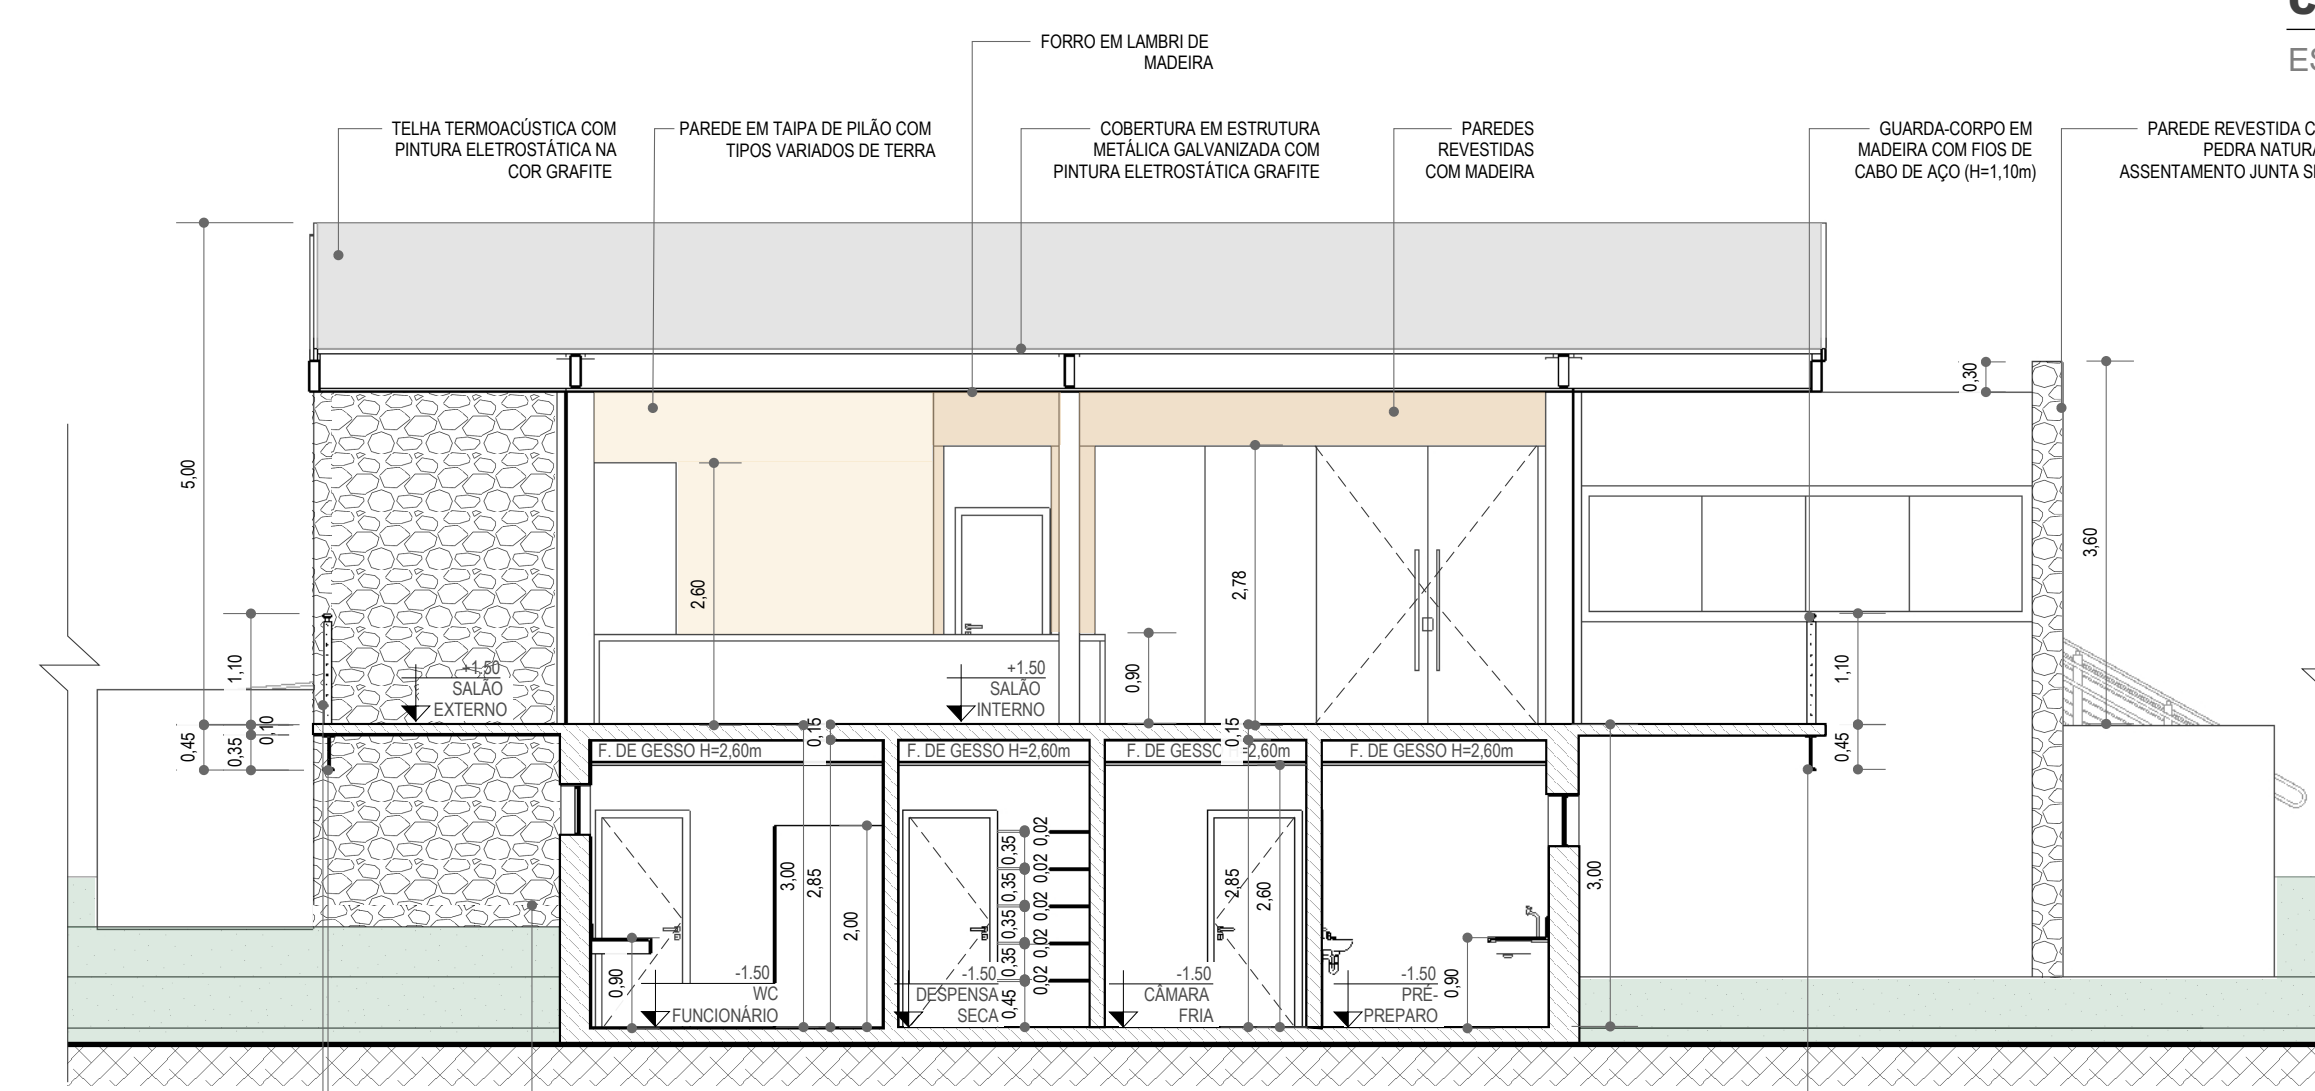 FORRO EM LAMBRI DE
MADEIRA
TELHA TERMOACÚSTICA COM
PINTURA ELETROSTÁTICA NA
COR GRAFITE
PAREDE EM TAIPA DE PILÃO COM
TIPOS VARIADOS DE TERRA
COBERTURA EM ESTRUTURA
METÁLICA GALVANIZADA COM
PINTURA ELETROSTÁTICA GRAFITE
PAREDES
REVESTIDAS
COM MADEIRA
GUARDA-CORPO EM
MADEIRA COM FIOS DE
CABO DE AÇO (H=1,10m)
PAREDE REVESTIDA
PEDRA
ASSENTAMENTO JUNTA
0,30
5,00
3,60
2,60
2,78
1,10
0,90
1,10
+1.50
SALÃO
EXTERNO
+1.50
SALÃO
INTERNO
0,45
0,35
0,10
0,15
0,15
0,45
F. DE GESSO H=2,60m
F. DE GESSO H=2,60m
F. DE GESSO 2,60m
F. DE GESSO H=2,60m
3,00
2,85
2,00
0,90
0,02
0,35
0,02
0,35
0,02
0,35
0,02
0,35
0,02
0,45
2,85
2,60
0,90
3,00
-1.50
WC
FUNCIONÁRIO
-1.50
DESPENSA
SECA
-1.50
CÂMARA
FRIA
-1.50
PRÉ-
PREPARO